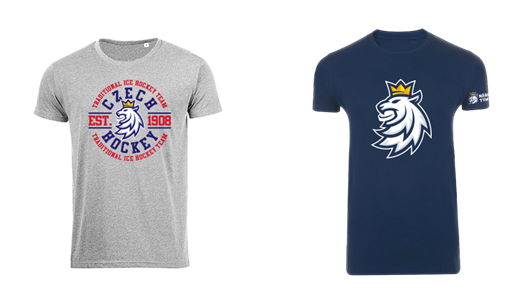 TRADITIONAL ICE HOCKEY TEAM
CZECH
EST. 1908
HOCKEY
TRADITIONAL ICE HOCKEY TEAM